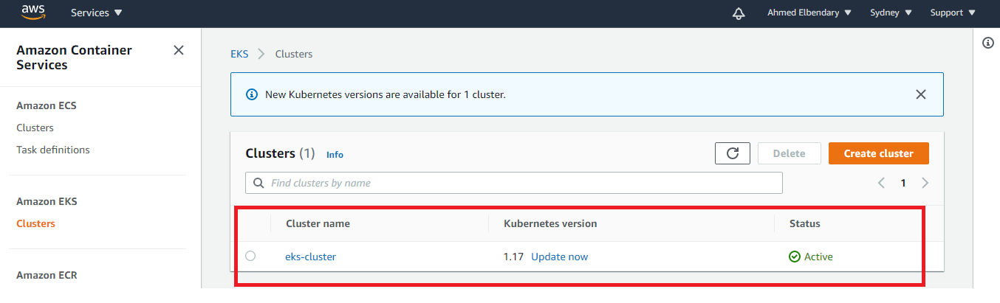 aws Services Ahmed Elbendary Sydney Support
Amazon Container
Services
Amazon ECS
Clusters
Task definitions
Amazon EKS
Clusters
Amazon ECR
EKS Clusters
New Kubernetes versions are available for 1 cluster.
Clusters (1) Info Delete Create cluster
Find clusters by name 1
Cluster name Kubernetes version Status
eks-cluster 1.17 Update now Active